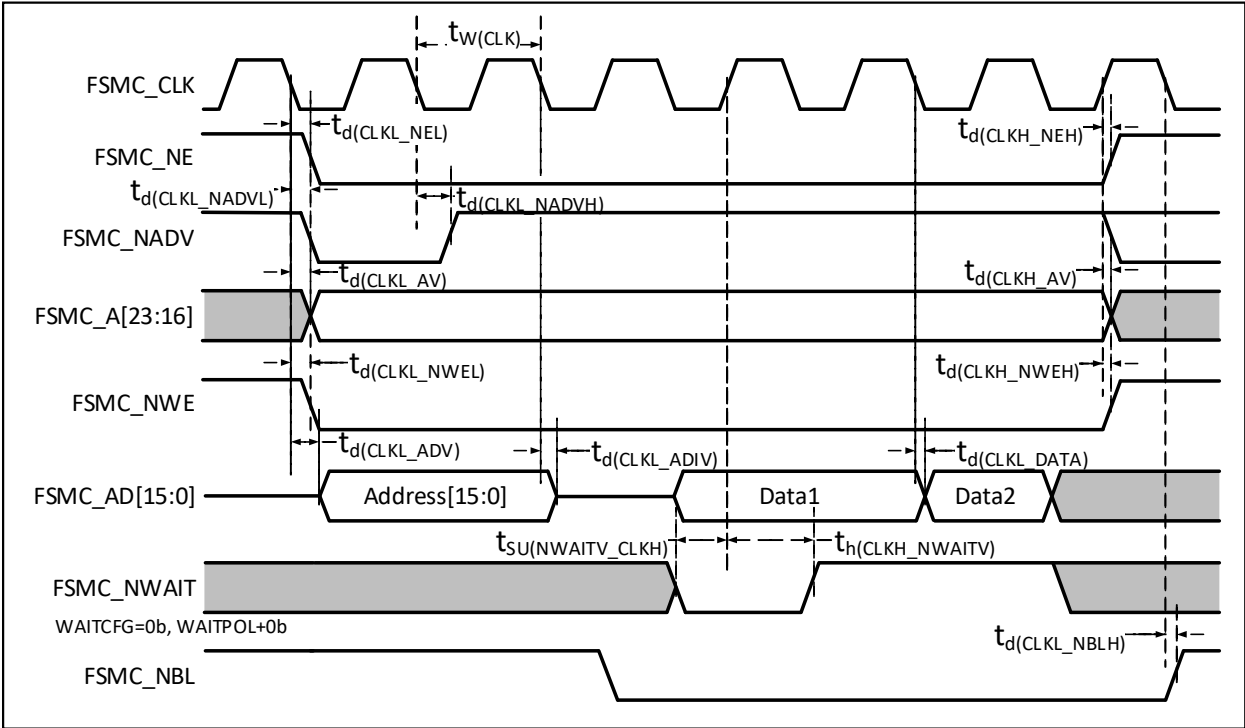 tW(CLK)
FSMC_CLK
td(CLKL_NEL)
td(CLKH_NEH)
FSMC_NE
td(CLKL_NADVL)
td(CLKL_NADVH)
FSMC_NADV
td(CLKL_AV)
td(CLKH_AV)
FSMC_A[23:16]
td(CLKL_NWEL)
td(CLKH_NWEH)
FSMC_NWE
td(CLKL_ADV)
td(CLKL_ADIV)
td(CLKL_DATA)
FSMC_AD[15:0]
Address[15:0]
Data1
Data2
tSU(NWAITV_CLKH)
th(CLKH_NWAITV)
FSMC_NWAIT
WAITCFG=0b, WAITPOL+0b
td(CLKL_NBLH)
FSMC_NBL